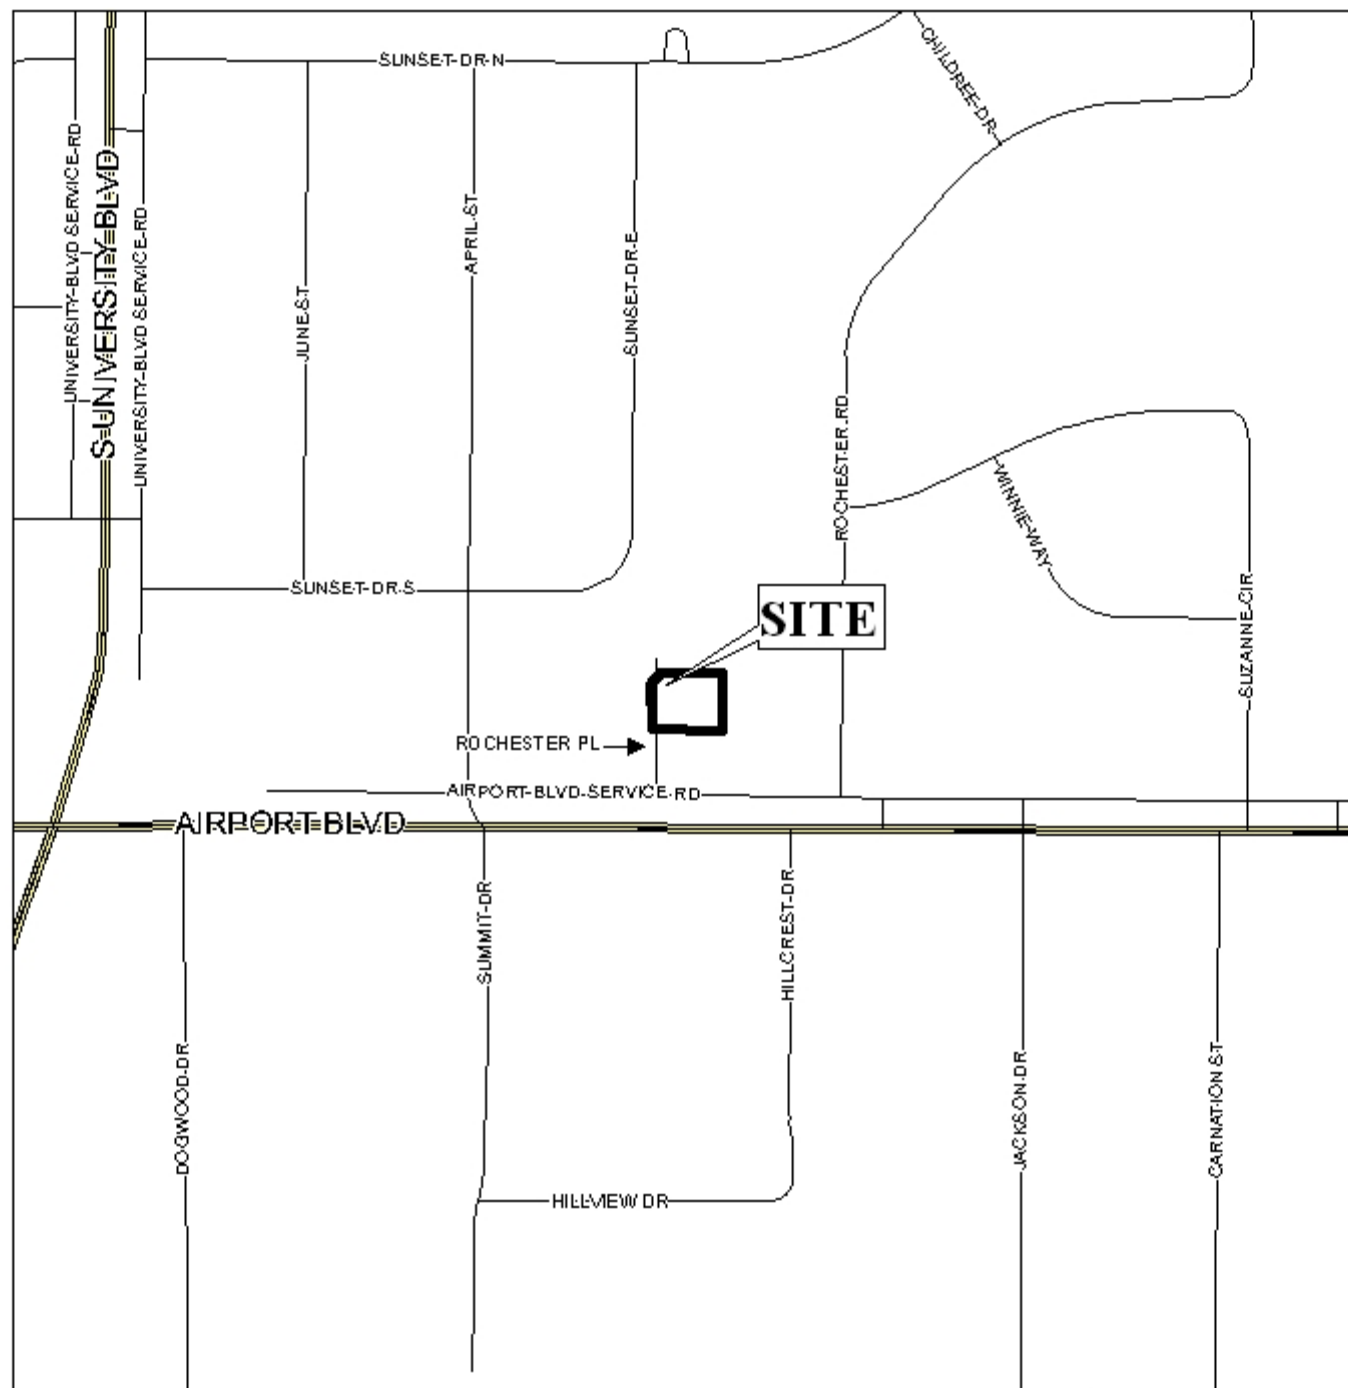 SUNSET DR N
CHILDREE DR
UNIVERSITY BLVD SERVICE RD
S UNIVERSITY BLVD
UNIVERSITY BLVD SERVICE RD
JUNE ST
APRIL ST
SUNSET DR E
ROCHESTER RD
WINNIE WAY
SUNSET DR S
SITE
SUZANNE CIR
ROCHESTER PL
AIRPORT BLVD SERVICE RD
AIRPORT BLVD
SUMMIT DR
HILLCREST DR
DOGWOOD DR
JACKSON DR
CARNATION ST
HILLVIEW DR